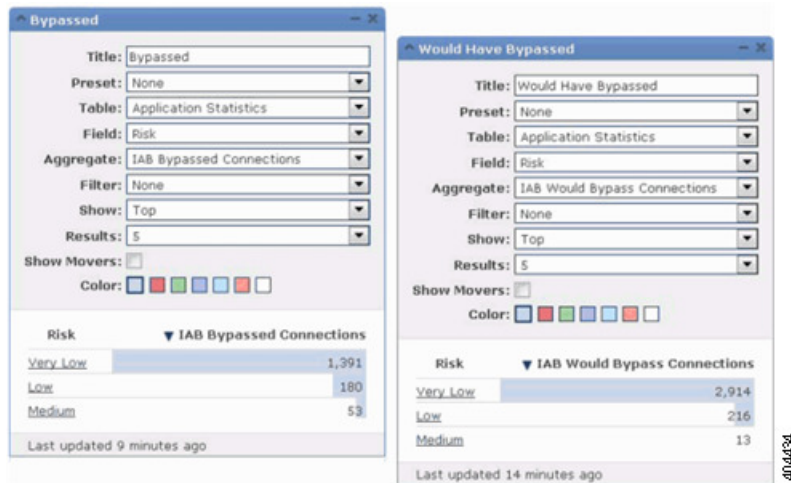 Bypassed
Title: Bypassed
Preset: None
Table: Application Statistics
Field: Risk
Aggregate: IAB Bypassed Connections
Filter: None
Show: Top
Results: 5
Show Movers:
Color:
Risk IAB Bypassed Connections
Very Low 1,391
Low 180
Medium 53
Last updated 9 minutes ago
Would Have Bypassed
Title: Would Have Bypassed
Preset: None
Table: Application Statistics
Field: Risk
Aggregate: IAB Would Bypass Connections
Filter: None
Show: Top
Results: 5
Show Movers:
Color:
Risk IAB Would Bypass Connections
Very Low 2,914
Low 216
Medium 13
Last updated 14 minutes ago
404434